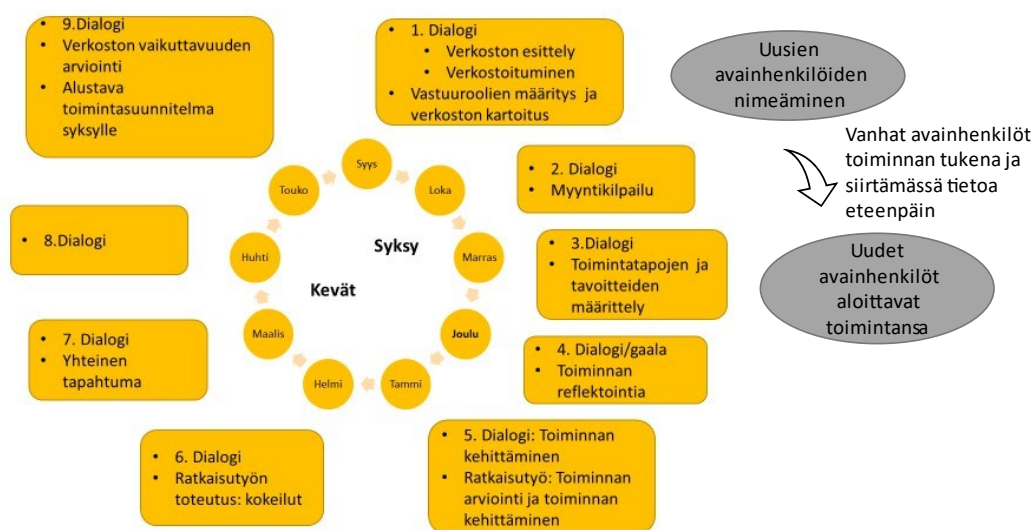 9.Dialogi
Verkoston vaikuttavuuden
arviointi
Alustava
toimintasuunnitelma
syksylle
1. Dialogi
Verkoston esittely
Verkostoituminen
Vastuuroolien määritys ja
verkoston kartoitus
Uusien
avainhenkilöiden
nimeäminen
Vanhat avainhenkilöt
toiminnan tukena ja
siirtämässä tietoa
eteenpäin
Uudet
avainhenkilöt
aloittavat
toimintansa
2. Dialogi
Myyntikilpailu
3.Dialogi
Toimintatapojen ja
tavoitteiden
määrittely
4. Dialogi/gaala
Toiminnan
reflektointia
5. Dialogi: Toiminnan
kehittäminen
Ratkaisutyö: Toiminnan
arviointi ja toiminnan
kehittäminen
6. Dialogi
Ratkaisutyön
toteutus: kokeilut
7. Dialogi
Yhteinen
tapahtuma
8.Dialogi
Syys
Loka
Marras
Joulu
Tammi
Helmi
Maalis
Huhti
Touko
Syksy
Kevät